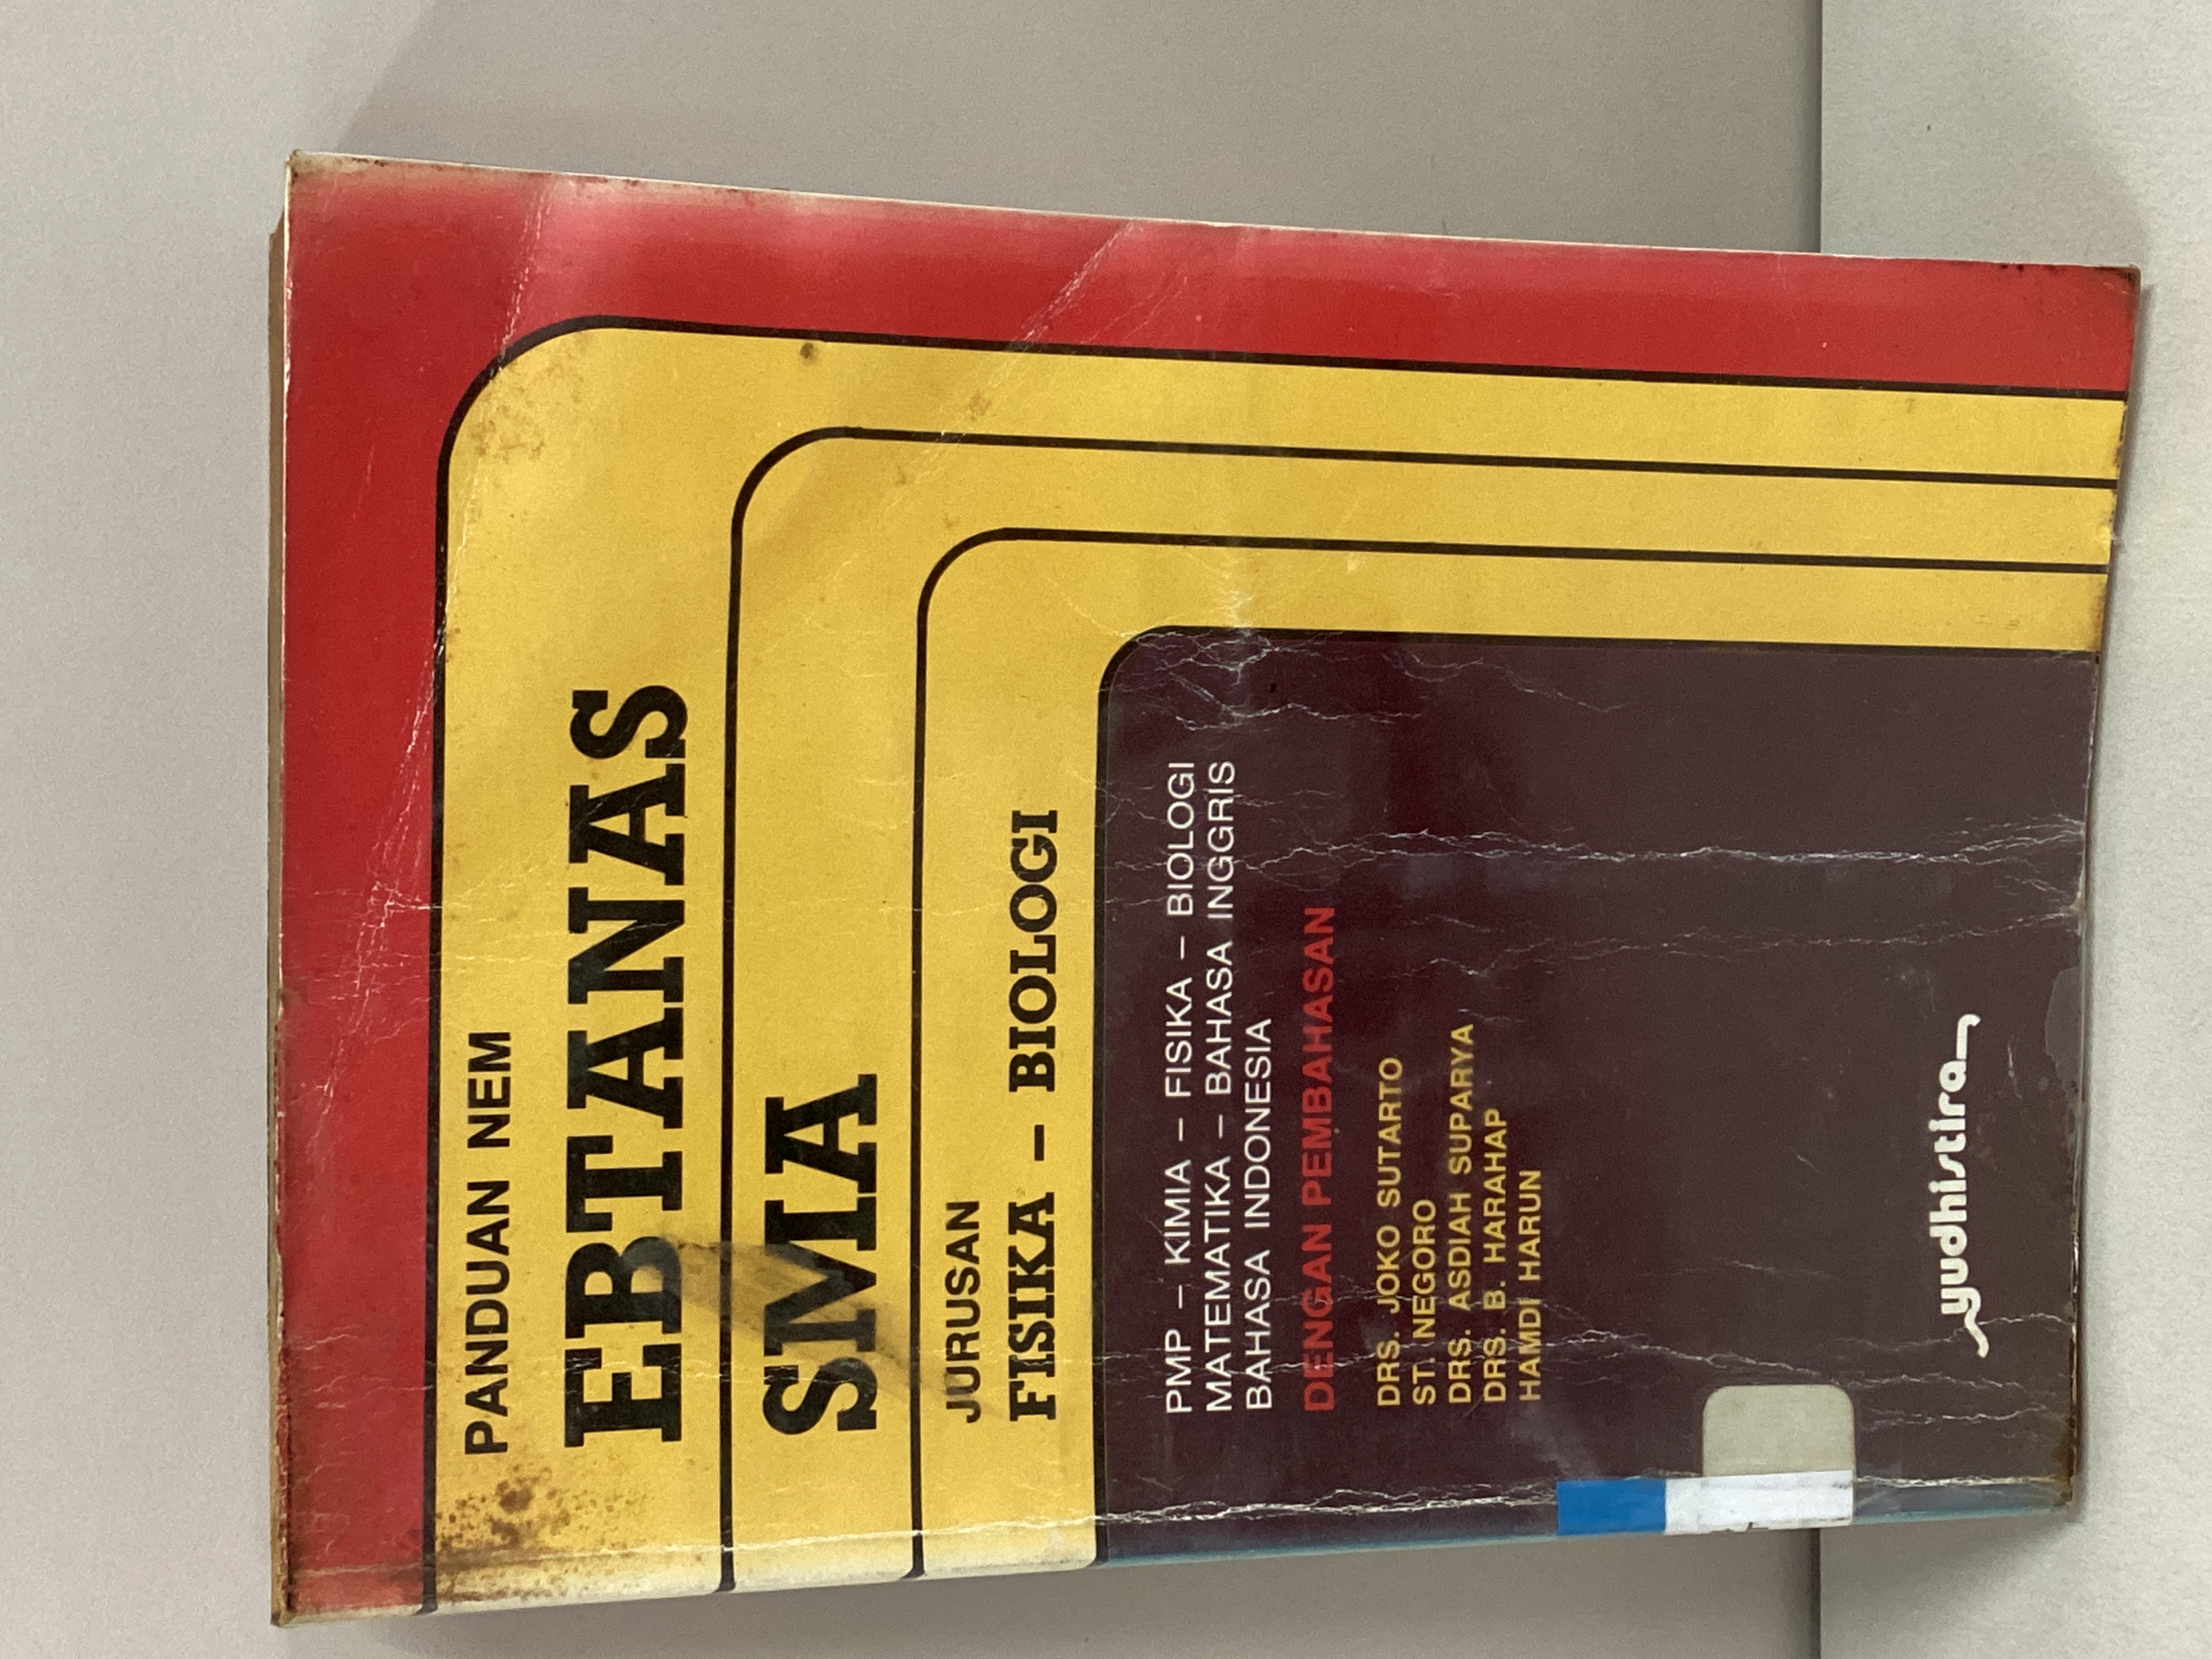 PANDUAN NEM
EBTANAS
SMA
JURUSAN
FISIKA – BIOLOGI
PMP – KIMIA – FISIKA – BIOLOGI
MATEMATIKA – BAHASA INGGRIS
BAHASA INDONESIA
DENGAN PEMBAHASAN
DRS. JOKO SUTARTO
ST. NEGORO
DRS. ASDIAH SUPARYA
DRS. B. HARAHAP
HAMDI HARUN
yudhistira